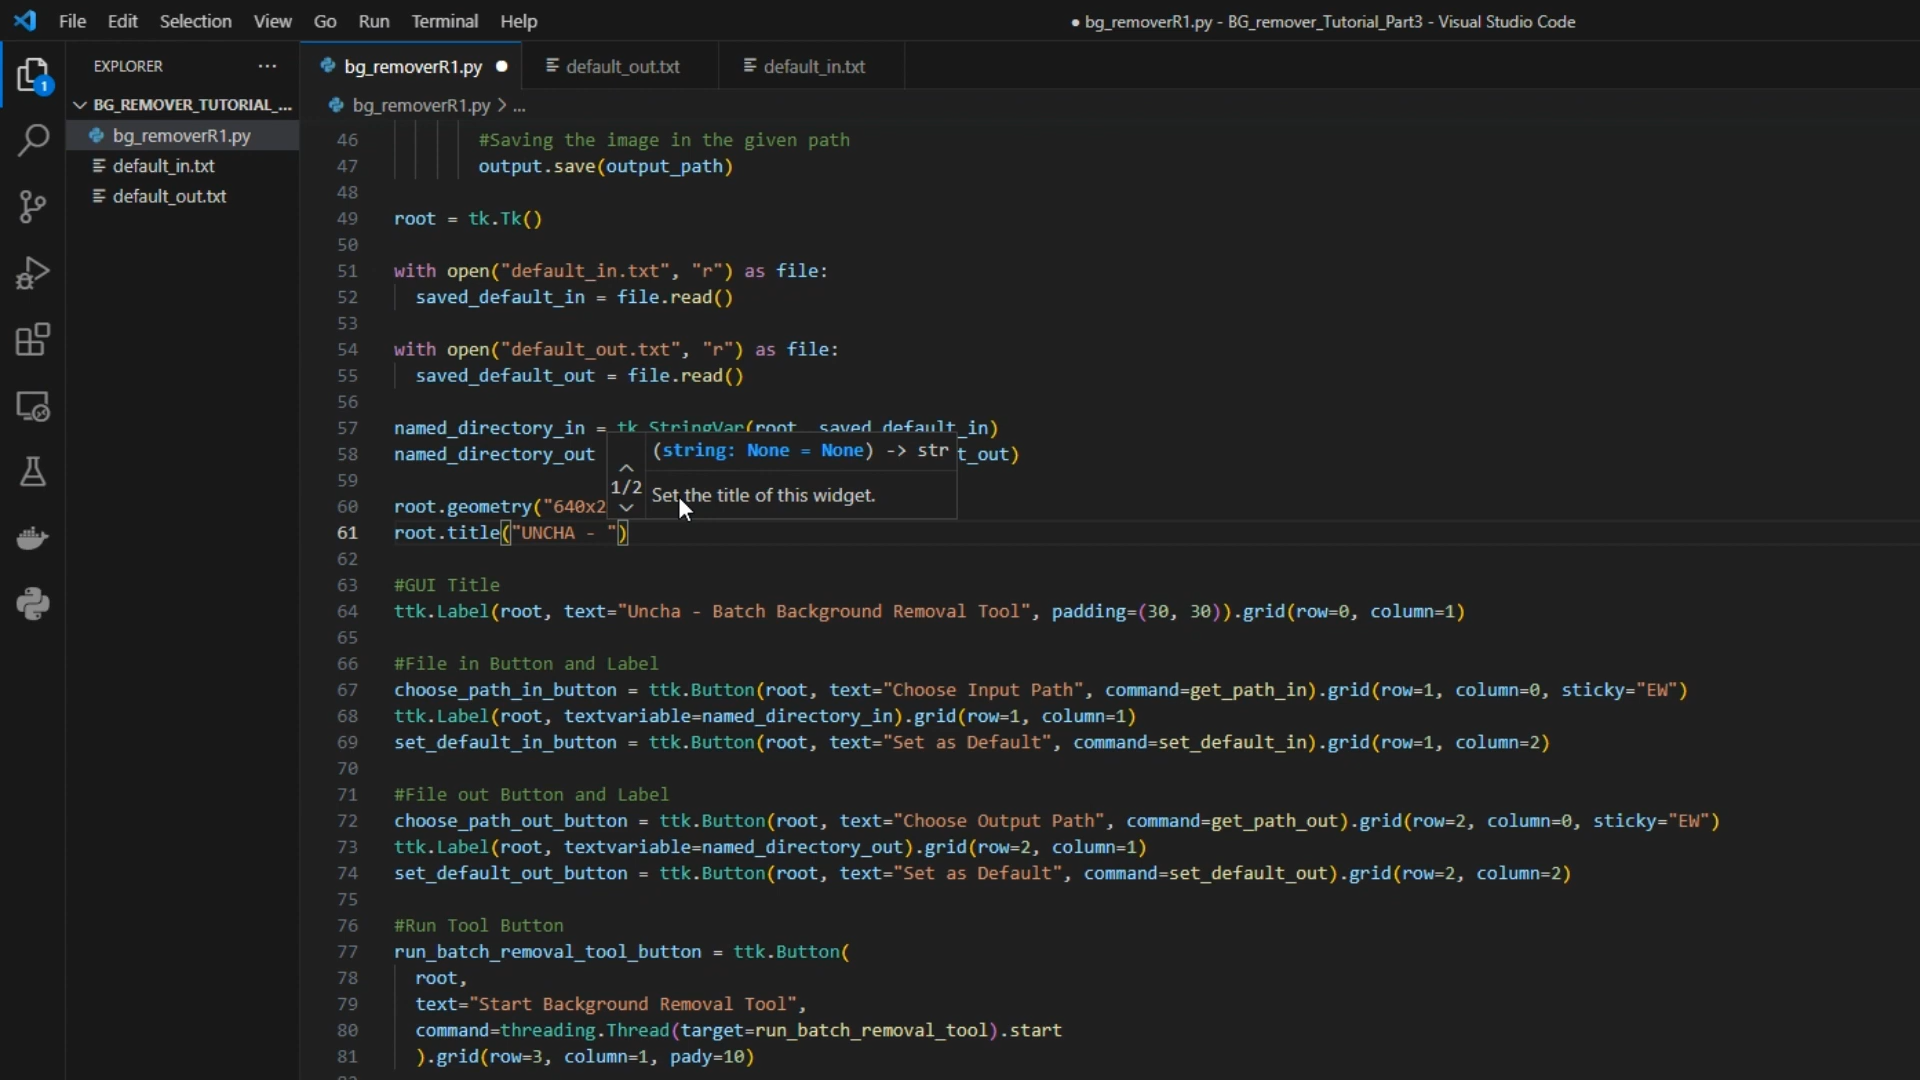 File Edit Selection View Go Run Terminal Help
● bg_removerR1.py - BG_remover_Tutorial_Part3 - Visual Studio Code
EXPLORER ···
bg_removerR1.py ●
default_out.txt
default_in.txt
1
BG_REMOVER_TUTORIAL_...
bg_removerR1.py
default_in.txt
default_out.txt
bg_removerR1.py > ...
46 #Saving the image in the given path
47 output.save(output_path)
48
49 root = tk.Tk()
50
51 with open("default_in.txt", "r") as file:
52 saved_default_in = file.read()
53
54 with open("default_out.txt", "r") as file:
55 saved_default_out = file.read()
56
57 named_directory_in = tk.StringVar(root, saved_default_in)
58 named_directory_out t_out)
(string: None = None) -> str
1/2
Set the title of this widget.
59
60 root.geometry("640x2
61 root.title("UNCHA - ")
62
63 #GUI Title
64 ttk.Label(root, text="Uncha - Batch Background Removal Tool", padding=(30, 30)).grid(row=0, column=1)
65
66 #File in Button and Label
67 choose_path_in_button = ttk.Button(root, text="Choose Input Path", command=get_path_in).grid(row=1, column=0, sticky="EW")
68 ttk.Label(root, textvariable=named_directory_in).grid(row=1, column=1)
69 set_default_in_button = ttk.Button(root, text="Set as Default", command=set_default_in).grid(row=1, column=2)
70
71 #File out Button and Label
72 choose_path_out_button = ttk.Button(root, text="Choose Output Path", command=get_path_out).grid(row=2, column=0, sticky="EW")
73 ttk.Label(root, textvariable=named_directory_out).grid(row=2, column=1)
74 set_default_out_button = ttk.Button(root, text="Set as Default", command=set_default_out).grid(row=2, column=2)
75
76 #Run Tool Button
77 run_batch_removal_tool_button = ttk.Button(
78 root,
79 text="Start Background Removal Tool",
80 command=threading.Thread(target=run_batch_removal_tool).start
81 ).grid(row=3, column=1, pady=10)